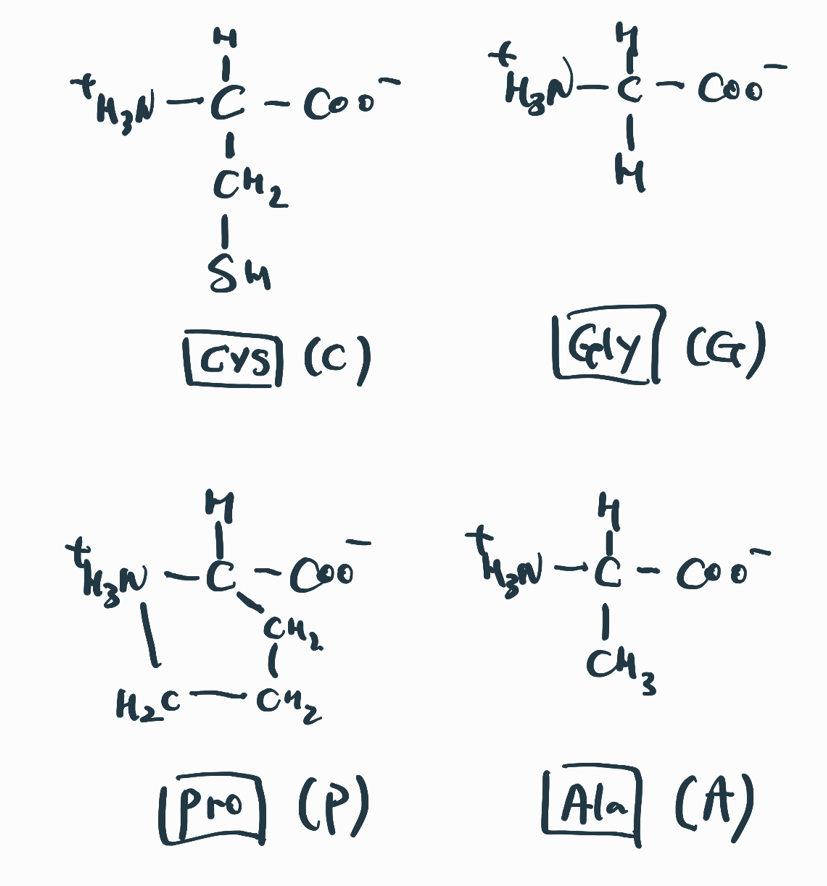 H H
+H₃N – C – COO⁻ +H₃N – C – COO⁻
CH₂ H
SH
Cys (C) Gly (G)
H H
+H₃N – C – COO⁻ +H₃N – C – COO⁻
CH₂
CH₃
H₂C – CH₂
Pro (P) Ala (A)